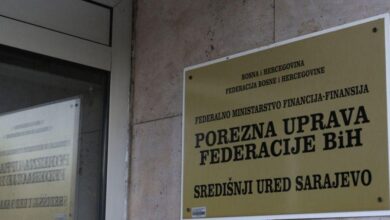 BOSNA I HERCEGOVINA
FEDERACIJA BOSNE I HERCEGOVINE
FEDERALNO MINISTARSTVO FINANCIJA-FINANSIJA
POREZNA UPRAVA
FEDERACIJE BiH
SREDIŠNJI URED SARAJEVO